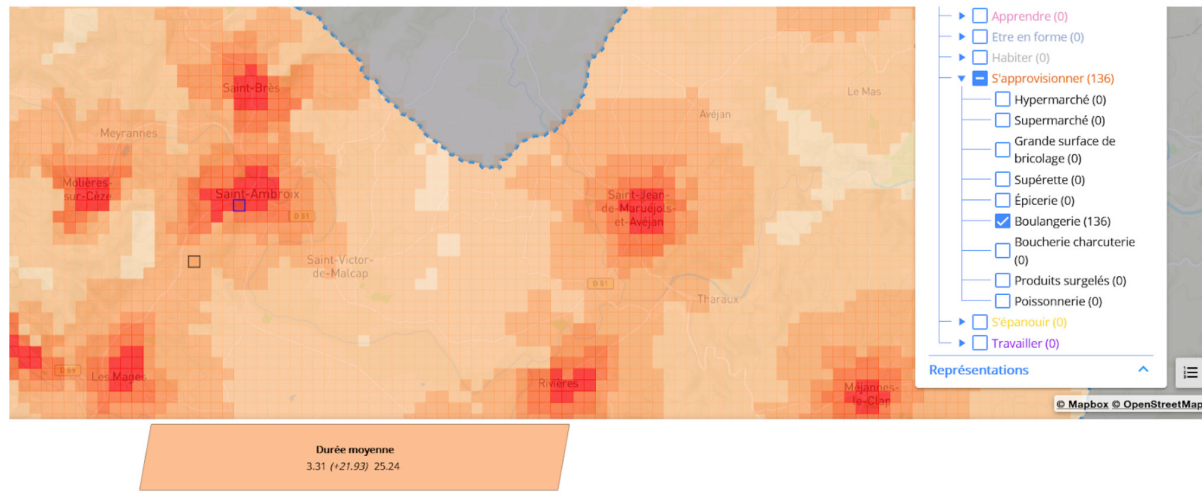 Apprendre (0)
Etre en forme (0)
Habiter (0)
S'approvisionner (136)
Hypermarché (0)
Supermarché (0)
Grande surface de
bricolage (0)
Supérette (0)
Épicerie (0)
Boulangerie (136)
Boucherie charcuterie
(0)
Produits surgelés (0)
Poissonnerie (0)
S'épanouir (0)
Travailler (0)
Représentations
Saint-Brès
Le Mas
Avéjan
Meyrannes
Molières-
sur-Cèze
Saint-Ambroix
D 51
Saint-Jean-
de-Maruéjols-
et-Avéjan
Saint-Victor-
de-Malcap
D 51
Tharaux
Les Mages
Rivières
Méjannes-
le-Clap
© Mapbox © OpenStreetMap
Durée moyenne
3.31 (+21.93) 25.24